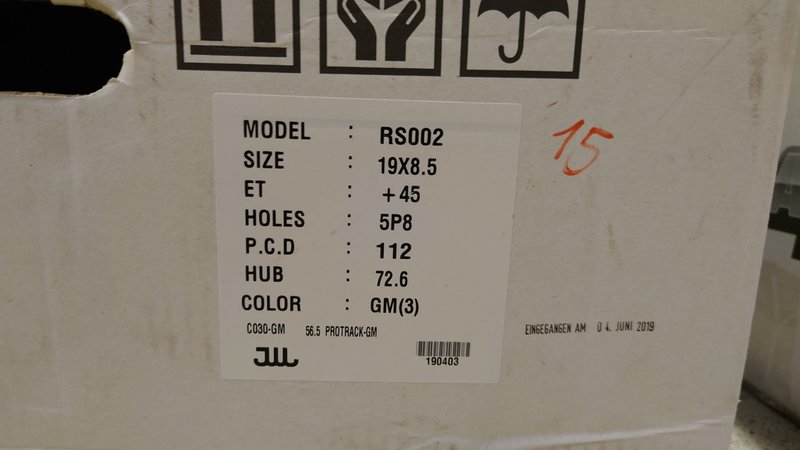 MODEL : RS002
SIZE : 19X8.5
ET : +45
HOLES : 5P8
P.C.D : 112
HUB : 72.6
COLOR : GM(3)
C030-GM 56.5 PROTRACK-GM
JWL
190403
15
EINGEGANGEN AM 04. JUNI 2019